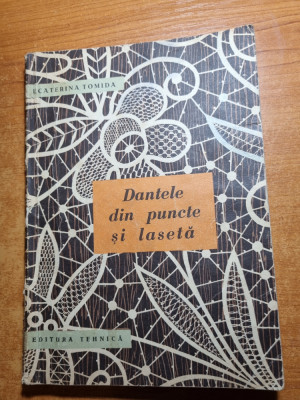 ECATERINA TOMIDA
Dantele
din puncte
și lasetă
EDITURA TEHNICĂ